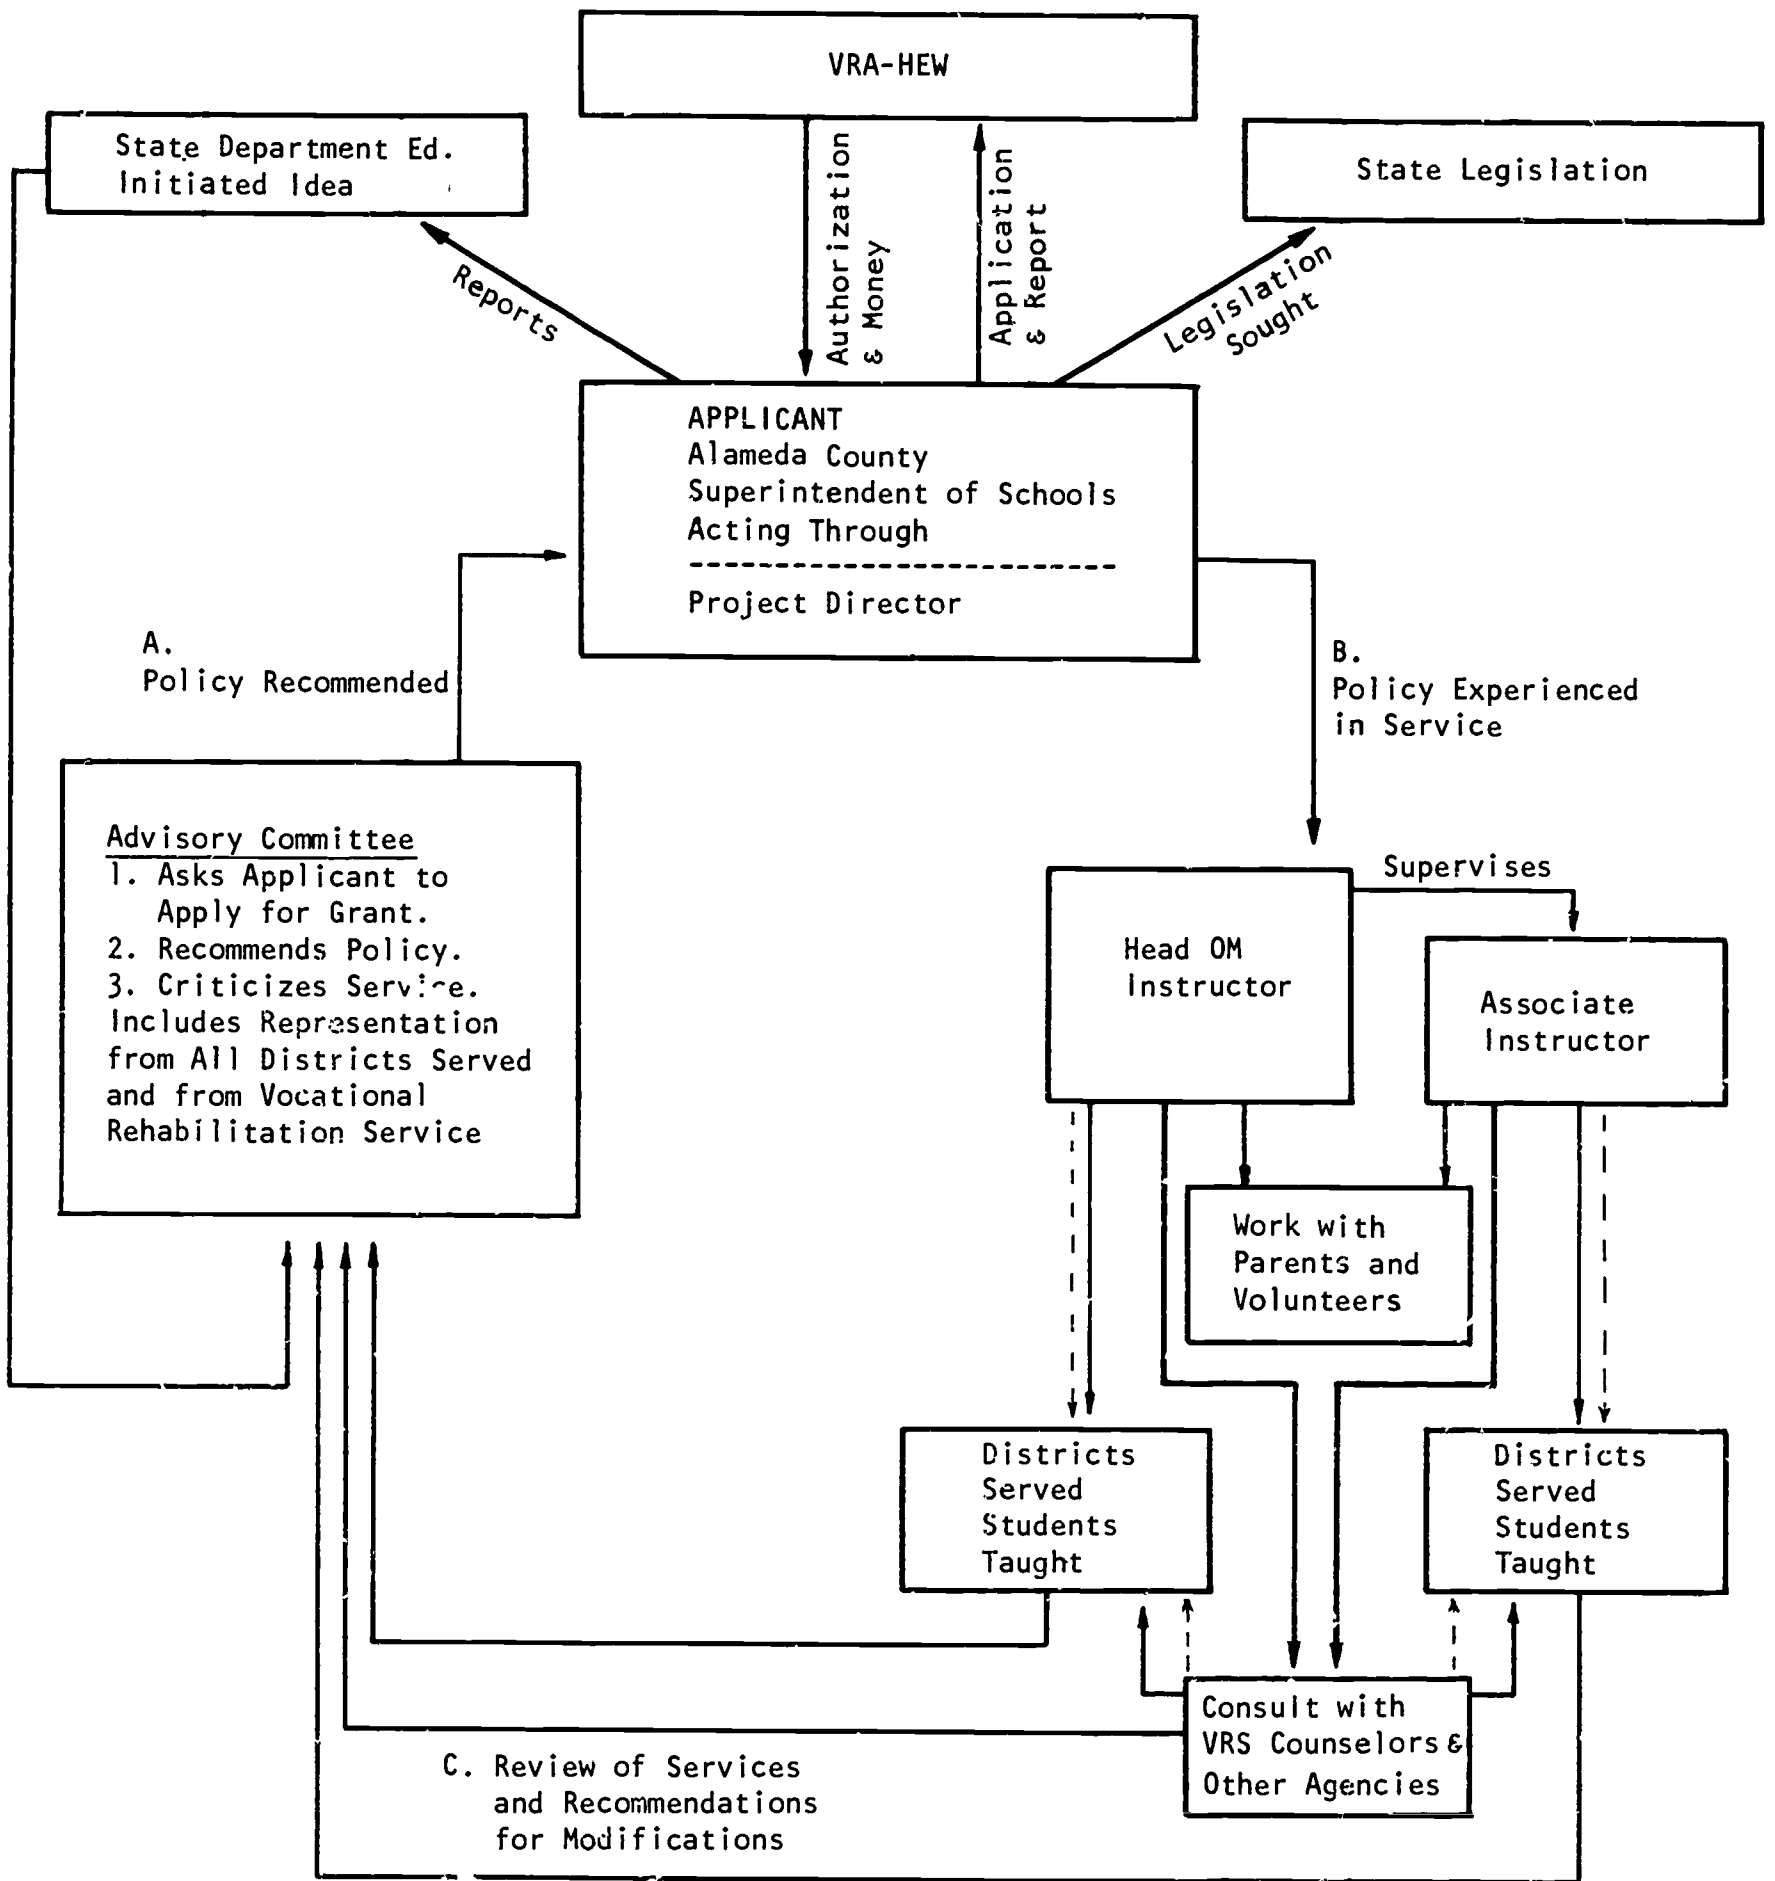 VRA-HEW
State Department Ed.
Initiated Idea
State Legislation
Reports
Authorization
& Money
Application
& Report
Legislation
Sought
APPLICANT
Alameda County
Superintendent of Schools
Acting Through
Project Director
A.
Policy Recommended
B.
Policy Experienced
in Service
Advisory Committee
1. Asks Applicant to
Apply for Grant.
2. Recommends Policy.
3. Criticizes Service.
Includes Representation
from All Districts Served
and from Vocational
Rehabilitation Service
Supervises
Head OM
Instructor
Associate
Instructor
Work with
Parents and
Volunteers
Districts
Served
Students
Taught
Districts
Served
Students
Taught
Consult with
VRS Counselors &
Other Agencies
C. Review of Services
and Recommendations
for Modifications